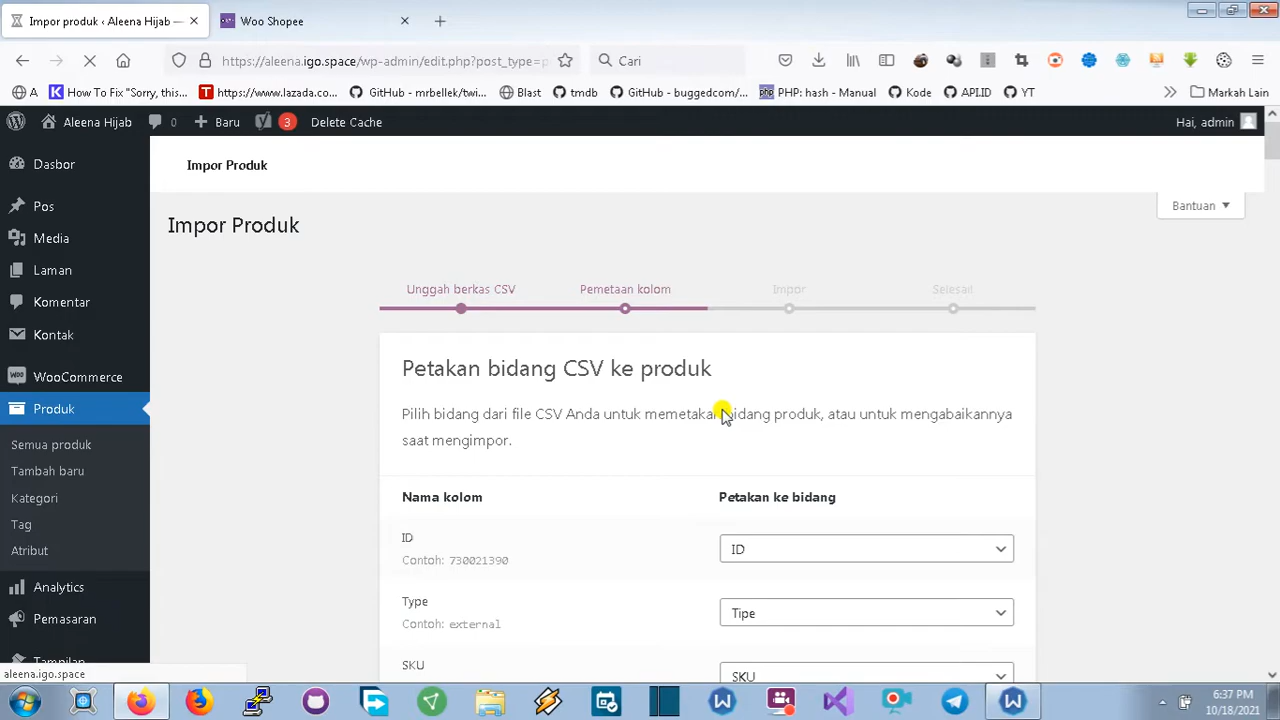 Impor produk ‹ Aleena Hijab —
Woo Shopee
https://aleena.igo.space/wp-admin/edit.php?post_type=p
Cari
A
How To Fix "Sorry, this...
https://www.lazada.co...
GitHub - mrbellek/twi...
Blast
tmdb
GitHub - buggedcom/...
PHP: hash - Manual
Kode
API.ID
YT
Markah Lain
Aleena Hijab
0
Baru
3
Delete Cache
Hai, admin
Dasbor
Pos
Media
Laman
Komentar
Kontak
WooCommerce
Produk
Semua produk
Tambah baru
Kategori
Tag
Atribut
Analytics
Pemasaran
Tampilan
Impor Produk
Bantuan
Impor Produk
Unggah berkas CSV
Pemetaan kolom
Impor
Selesai!
Petakan bidang CSV ke produk
Pilih bidang dari file CSV Anda untuk memetakan bidang produk, atau untuk mengabaikannya
saat mengimpor.
Nama kolom
Petakan ke bidang
ID
Contoh: 730021390
ID
Type
Contoh: external
Tipe
SKU
SKU
aleena.igo.space
6:37 PM
10/18/2021